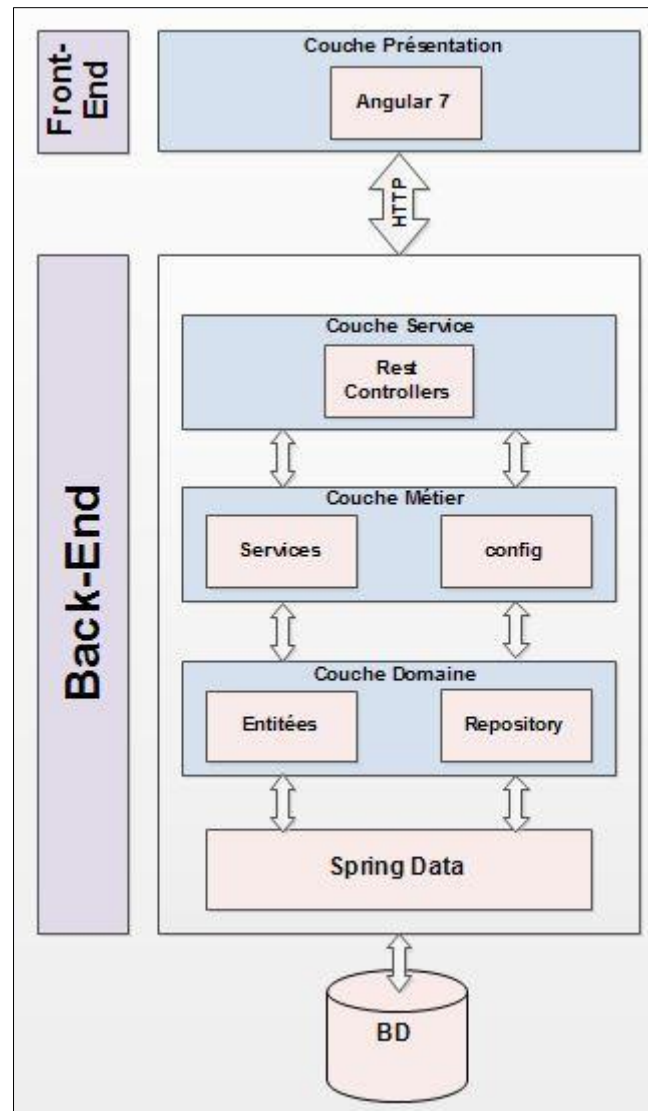 Front-
End
Couche Présentation
Angular 7
HTTP
Back-End
Couche Service
Rest
Controllers
Couche Métier
Services
config
Couche Domaine
Entitées
Repository
Spring Data
BD